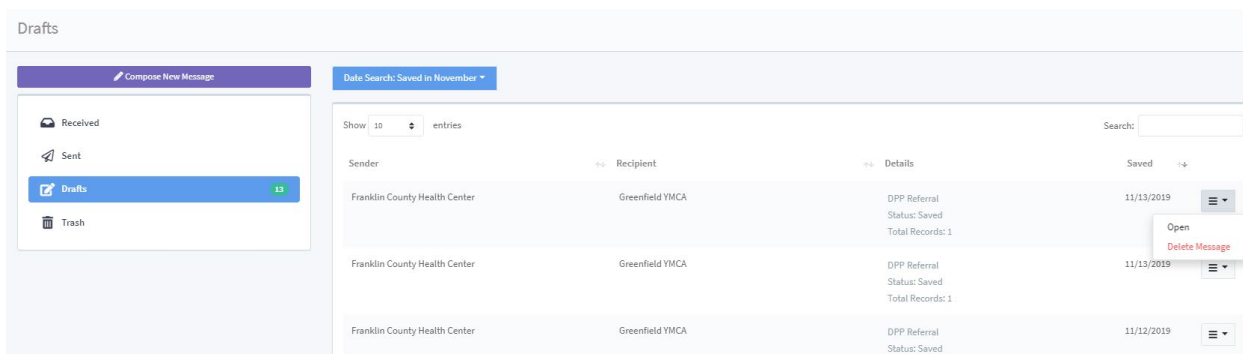 Drafts
Compose New Message
Date Search: Saved in November
Received
Sent
Drafts 13
Trash
Show 10 entries
Search:
Sender Recipient Details Saved
Franklin County Health Center Greenfield YMCA DPP Referral 11/13/2019
Status: Saved
Total Records: 1
Open
Delete Message
Franklin County Health Center Greenfield YMCA DPP Referral 11/13/2019
Status: Saved
Total Records: 1
Franklin County Health Center Greenfield YMCA DPP Referral 11/12/2019
Status: Saved